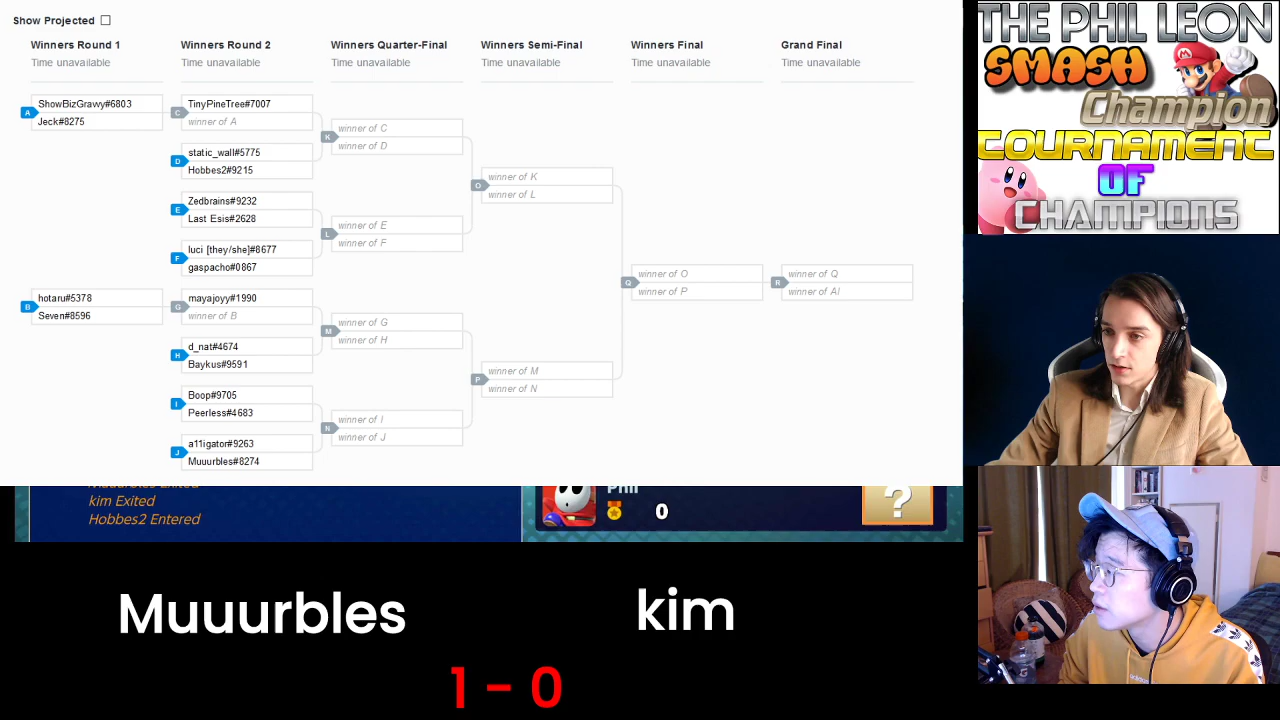 Show Projected
Winners Round 1
Time unavailable
Winners Round 2
Time unavailable
Winners Quarter-Final
Time unavailable
Winners Semi-Final
Time unavailable
Winners Final
Time unavailable
Grand Final
Time unavailable
A
ShowBizGravy#6803
Jeck#8275
B
hotaru#5378
Seven#8596
C
TinyPineTree#7007
winner of A
D
static_wall#5775
Hobbes2#9215
E
Zedbrains#9232
Last Esis#2628
F
luci [they/she]#8677
gaspacho#0867
G
mayajoyy#1990
winner of B
H
d_nat#4674
Baykus#9591
I
Boop#9705
Peerless#4683
J
a11igator#9263
Muuurbles#8274
K
winner of C
winner of D
L
winner of E
winner of F
M
winner of G
winner of H
N
winner of I
winner of J
O
winner of K
winner of L
P
winner of M
winner of N
Q
winner of O
winner of P
R
winner of Q
winner of AI
THE PHIL LEON
SMASH
Champion
TOURNAMENT
OF
CHAMPIONS
Muuurbles Exited
kim Exited
Hobbes2 Entered
Phil
0
?
Muuurbles
kim
1 - 0
adidas